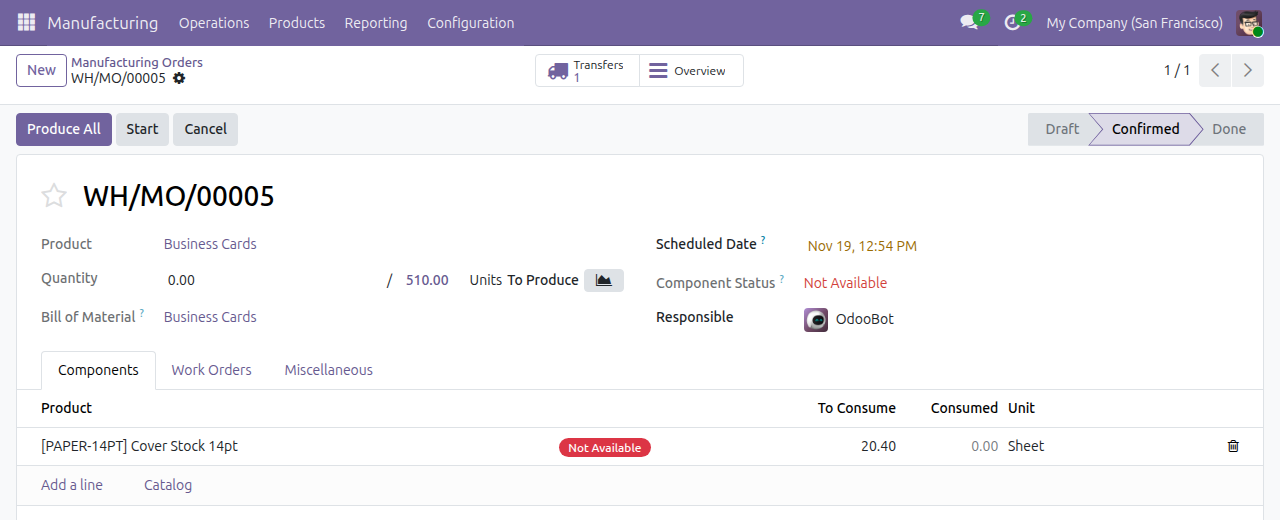 Manufacturing Operations Products Reporting Configuration 7 2 My Company (San Francisco)
New Manufacturing Orders
WH/MO/00005
Transfers
1
Overview
1 / 1
Produce All Start Cancel Draft Confirmed Done
WH/MO/00005
Product Business Cards Scheduled Date ? Nov 19, 12:54 PM
Quantity 0.00 / 510.00 Units To Produce Component Status ? Not Available
Bill of Material ? Business Cards Responsible OdooBot
Components Work Orders Miscellaneous
Product To Consume Consumed Unit
[PAPER-14PT] Cover Stock 14pt Not Available 20.40 0.00 Sheet
Add a line Catalog